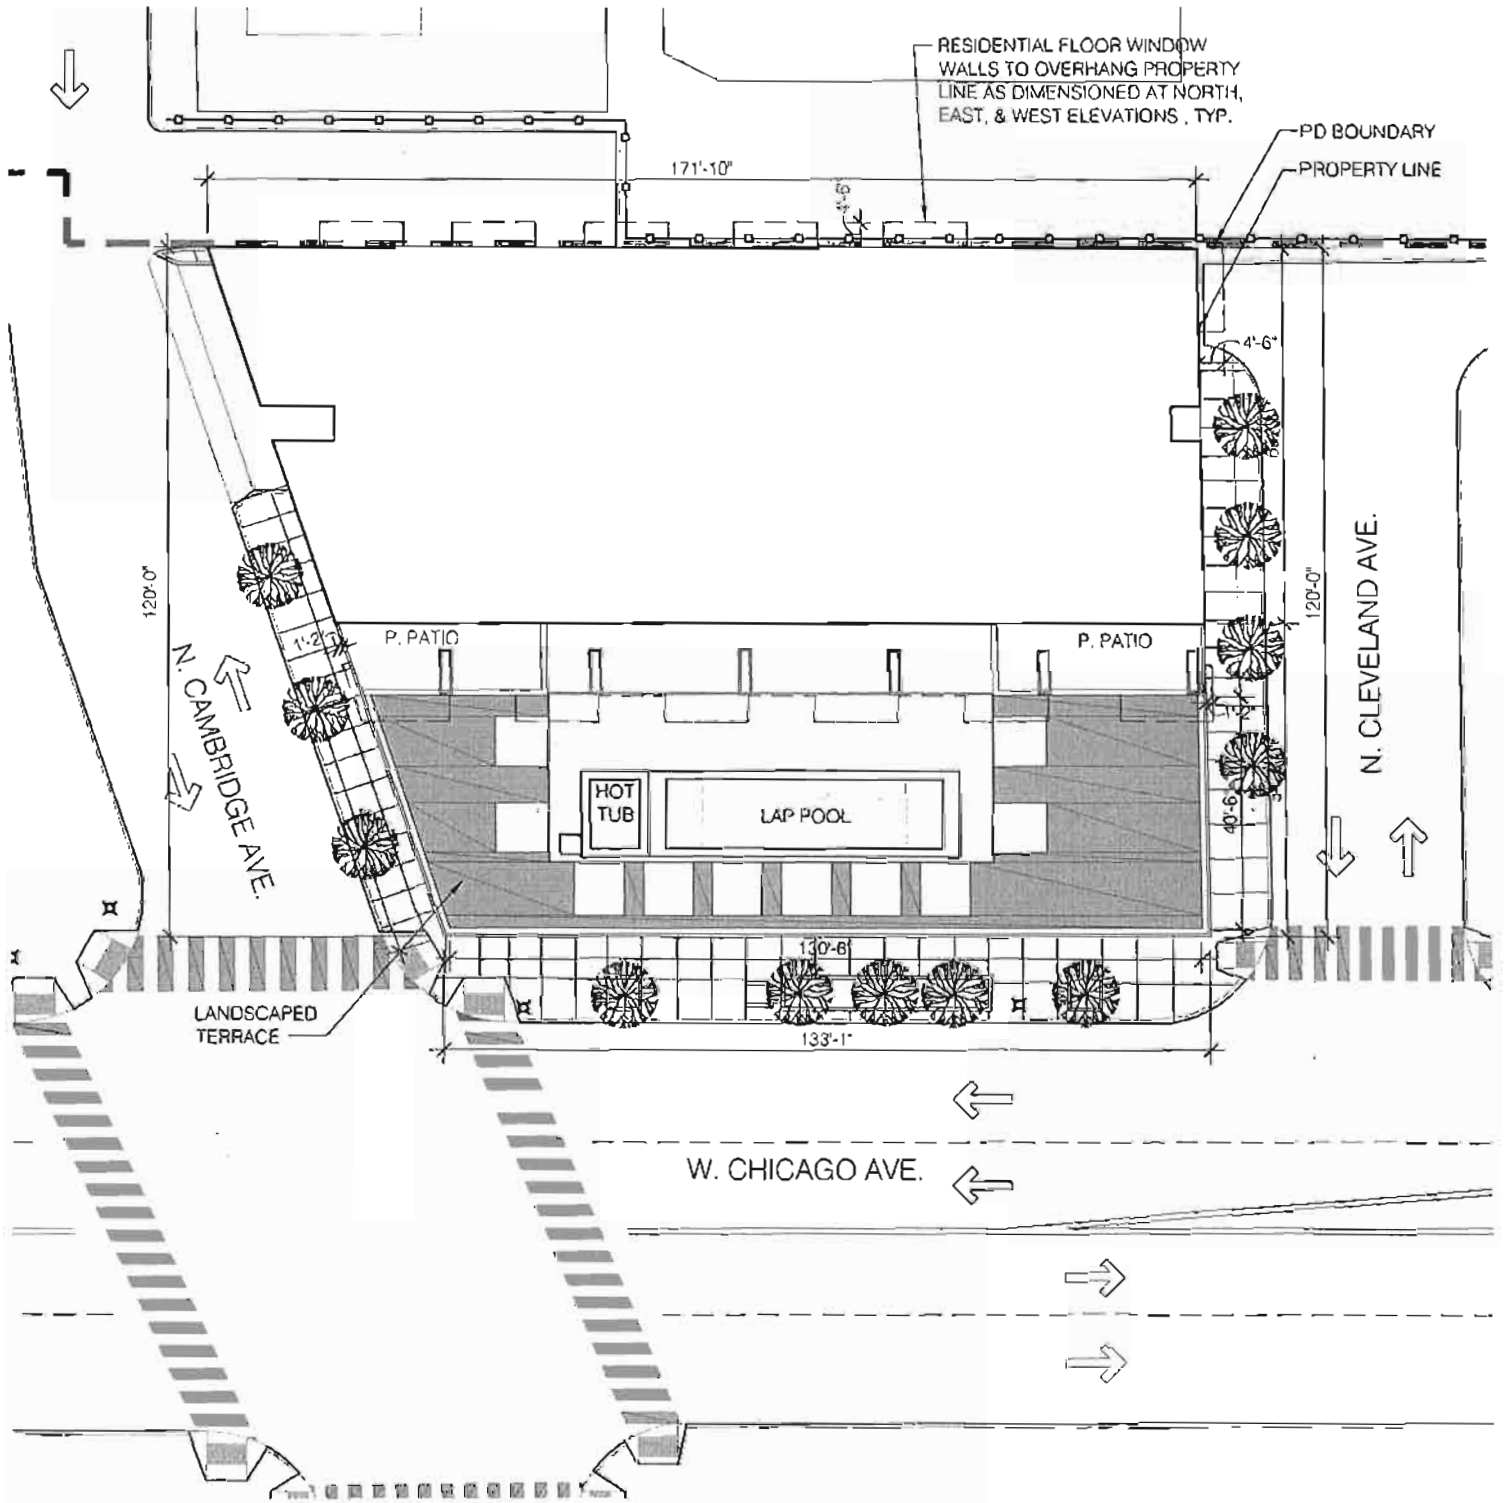 RESIDENTIAL FLOOR WINDOW
WALLS TO OVERHANG PROPERTY
LINE AS DIMENSIONED AT NORTH,
EAST, & WEST ELEVATIONS , TYP.
PD BOUNDARY
PROPERTY LINE
171'-10"
4'-6"
4'-6"
120'-0"
120'-0"
N. CLEVELAND AVE.
N. CAMBRIDGE AVE.
1'-2"
P. PATIO
P. PATIO
HOT
TUB
LAP POOL
40'-6"
130'-6"
LANDSCAPED
TERRACE
133'-1"
W. CHICAGO AVE.